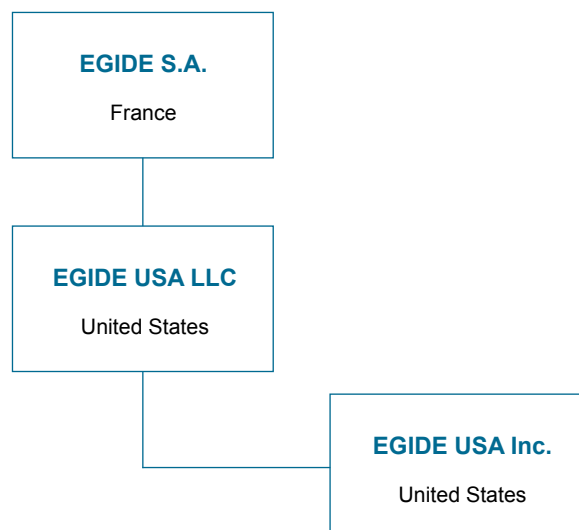 EGIDE S.A.
France
EGIDE USA LLC
United States
EGIDE USA Inc.
United States